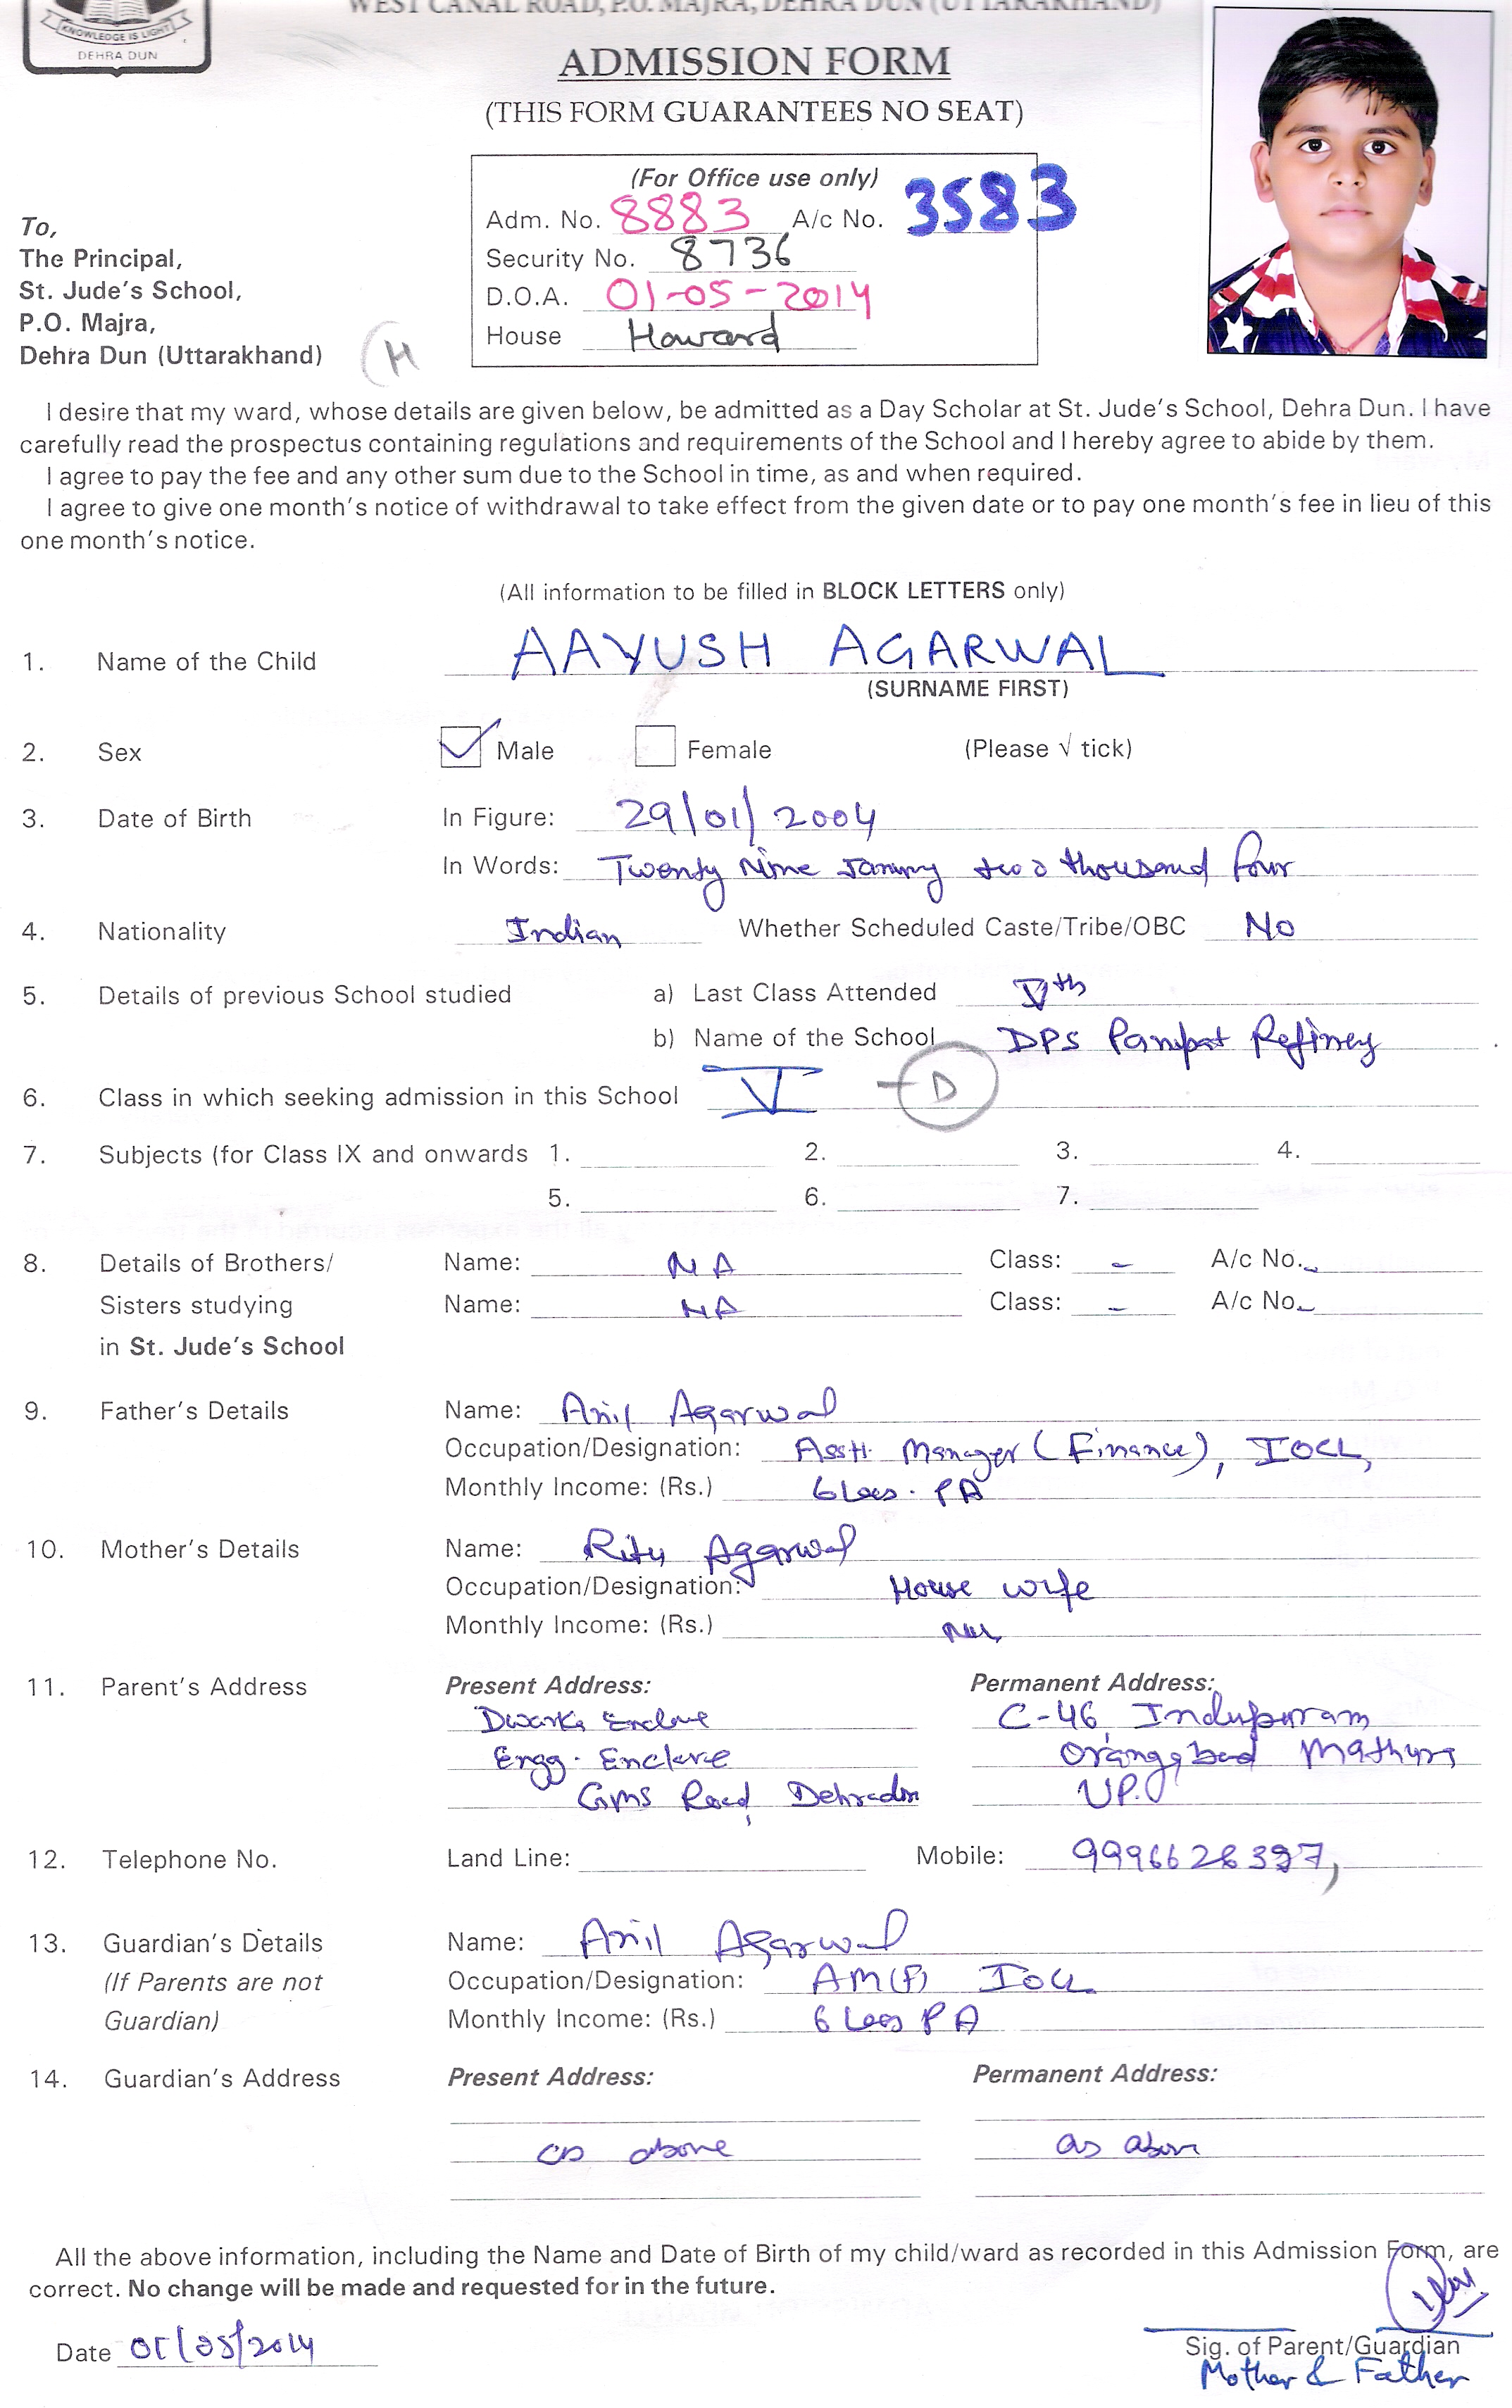 WEST CANAL ROAD, P.O. MAJRA, DEHRA DUN (UTTARAKHAND)
KNOWLEDGE IS LIGHT
DEHRA DUN
ADMISSION FORM
(THIS FORM GUARANTEES NO SEAT)
(For Office use only)
Adm. No. 8883 A/c No. 3583
Security No. 8736
D.O.A. 01-05-2014
House Howard
To,
The Principal,
St. Jude's School,
P.O. Majra,
Dehra Dun (Uttarakhand) H
I desire that my ward, whose details are given below, be admitted as a Day Scholar at St. Jude's School, Dehra Dun. I have
carefully read the prospectus containing regulations and requirements of the School and I hereby agree to abide by them.
I agree to pay the fee and any other sum due to the School in time, as and when required.
I agree to give one month's notice of withdrawal to take effect from the given date or to pay one month's fee in lieu of this
one month's notice.
(All information to be filled in BLOCK LETTERS only)
1. Name of the Child AAYUSH AGARWAL
(SURNAME FIRST)
2. Sex Male Female (Please √ tick)
3. Date of Birth In Figure: 29/01/2004
In Words: Twenty Nine two thousand four
4. Nationality Indian Whether Scheduled Caste/Tribe/OBC No
5. Details of previous School studied a) Last Class Attended Vth
b) Name of the School DPS Panipat Refinery
6. Class in which seeking admission in this School V - D
7. Subjects (for Class IX and onwards 1. 2. 3. 4.
5. 6. 7.
8. Details of Brothers/ Name: NA Class: - A/c No. -
Sisters studying Name: NA Class: - A/c No. -
in St. Jude's School
9. Father's Details Name: Anil Agarwal
Occupation/Designation: Asstt. Manager (Finance), IOCL,
Monthly Income: (Rs.) 6 Lacs. PA
10. Mother's Details Name: Ritu Agarwal
Occupation/Designation: House wife
Monthly Income: (Rs.) NIL
11. Parent's Address Present Address: Permanent Address:
Dwarka Enclave C-46, Indupuram
Engg. Enclave Mathura
GMS Road, Dehradun UP.
12. Telephone No. Land Line: Mobile:
13. Guardian's Details Name: Anil Agarwal
(If Parents are not Occupation/Designation: AM(F) IOCL
Guardian) Monthly Income: (Rs.) 6 Lacs PA
14. Guardian's Address Present Address: Permanent Address:
as above as above
All the above information, including the Name and Date of Birth of my child/ward as recorded in this Admission Form, are
correct. No change will be made and requested for in the future.
Date 05/05/2014
Sig. of Parent/Guardian
Mother & Father